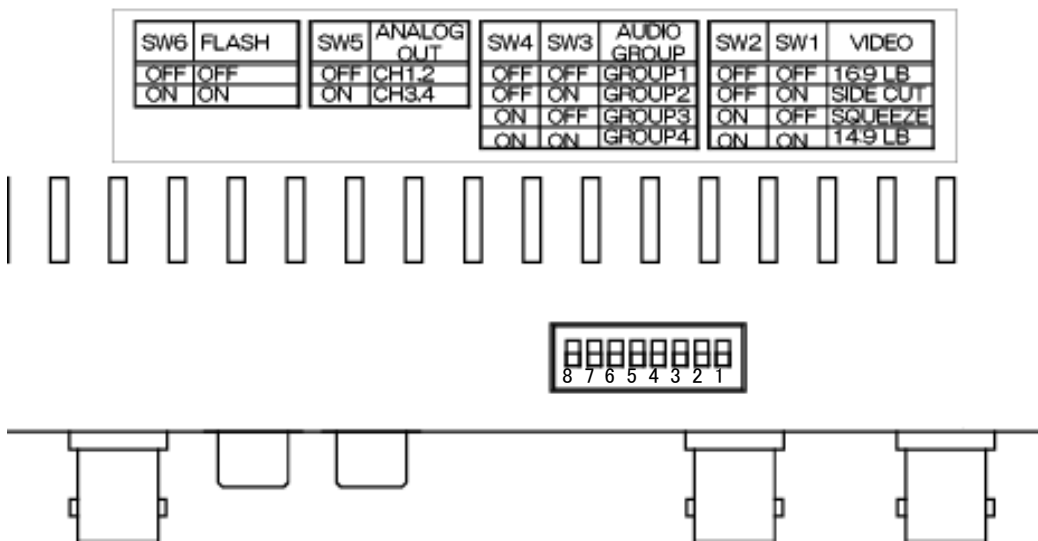 SW6 FLASH
OFF OFF
ON ON
SW5 ANALOG OUT
OFF CH1.2
ON CH3.4
SW4 SW3 AUDIO GROUP
OFF OFF GROUP1
OFF ON GROUP2
ON OFF GROUP3
ON ON GROUP4
SW2 SW1 VIDEO
OFF OFF 16:9 LB
OFF ON SIDE CUT
ON OFF SQUEEZE
ON ON 14:9 LB
8 7 6 5 4 3 2 1